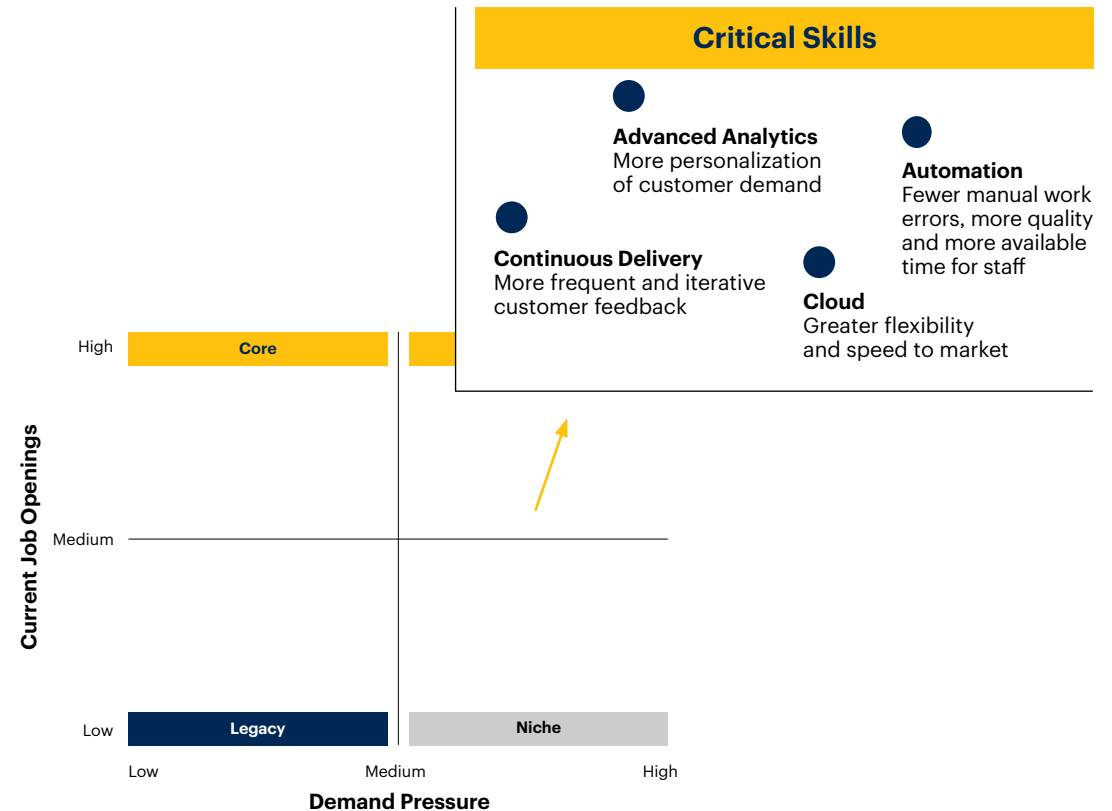 Critical Skills
Advanced Analytics
More personalization
of customer demand
Automation
Fewer manual work
errors, more quality
and more available
time for staff
Continuous Delivery
More frequent and iterative
customer feedback
Cloud
Greater flexibility
and speed to market
High
Core
Current Job Openings
Medium
Low
Legacy
Niche
Low
Medium
High
Demand Pressure